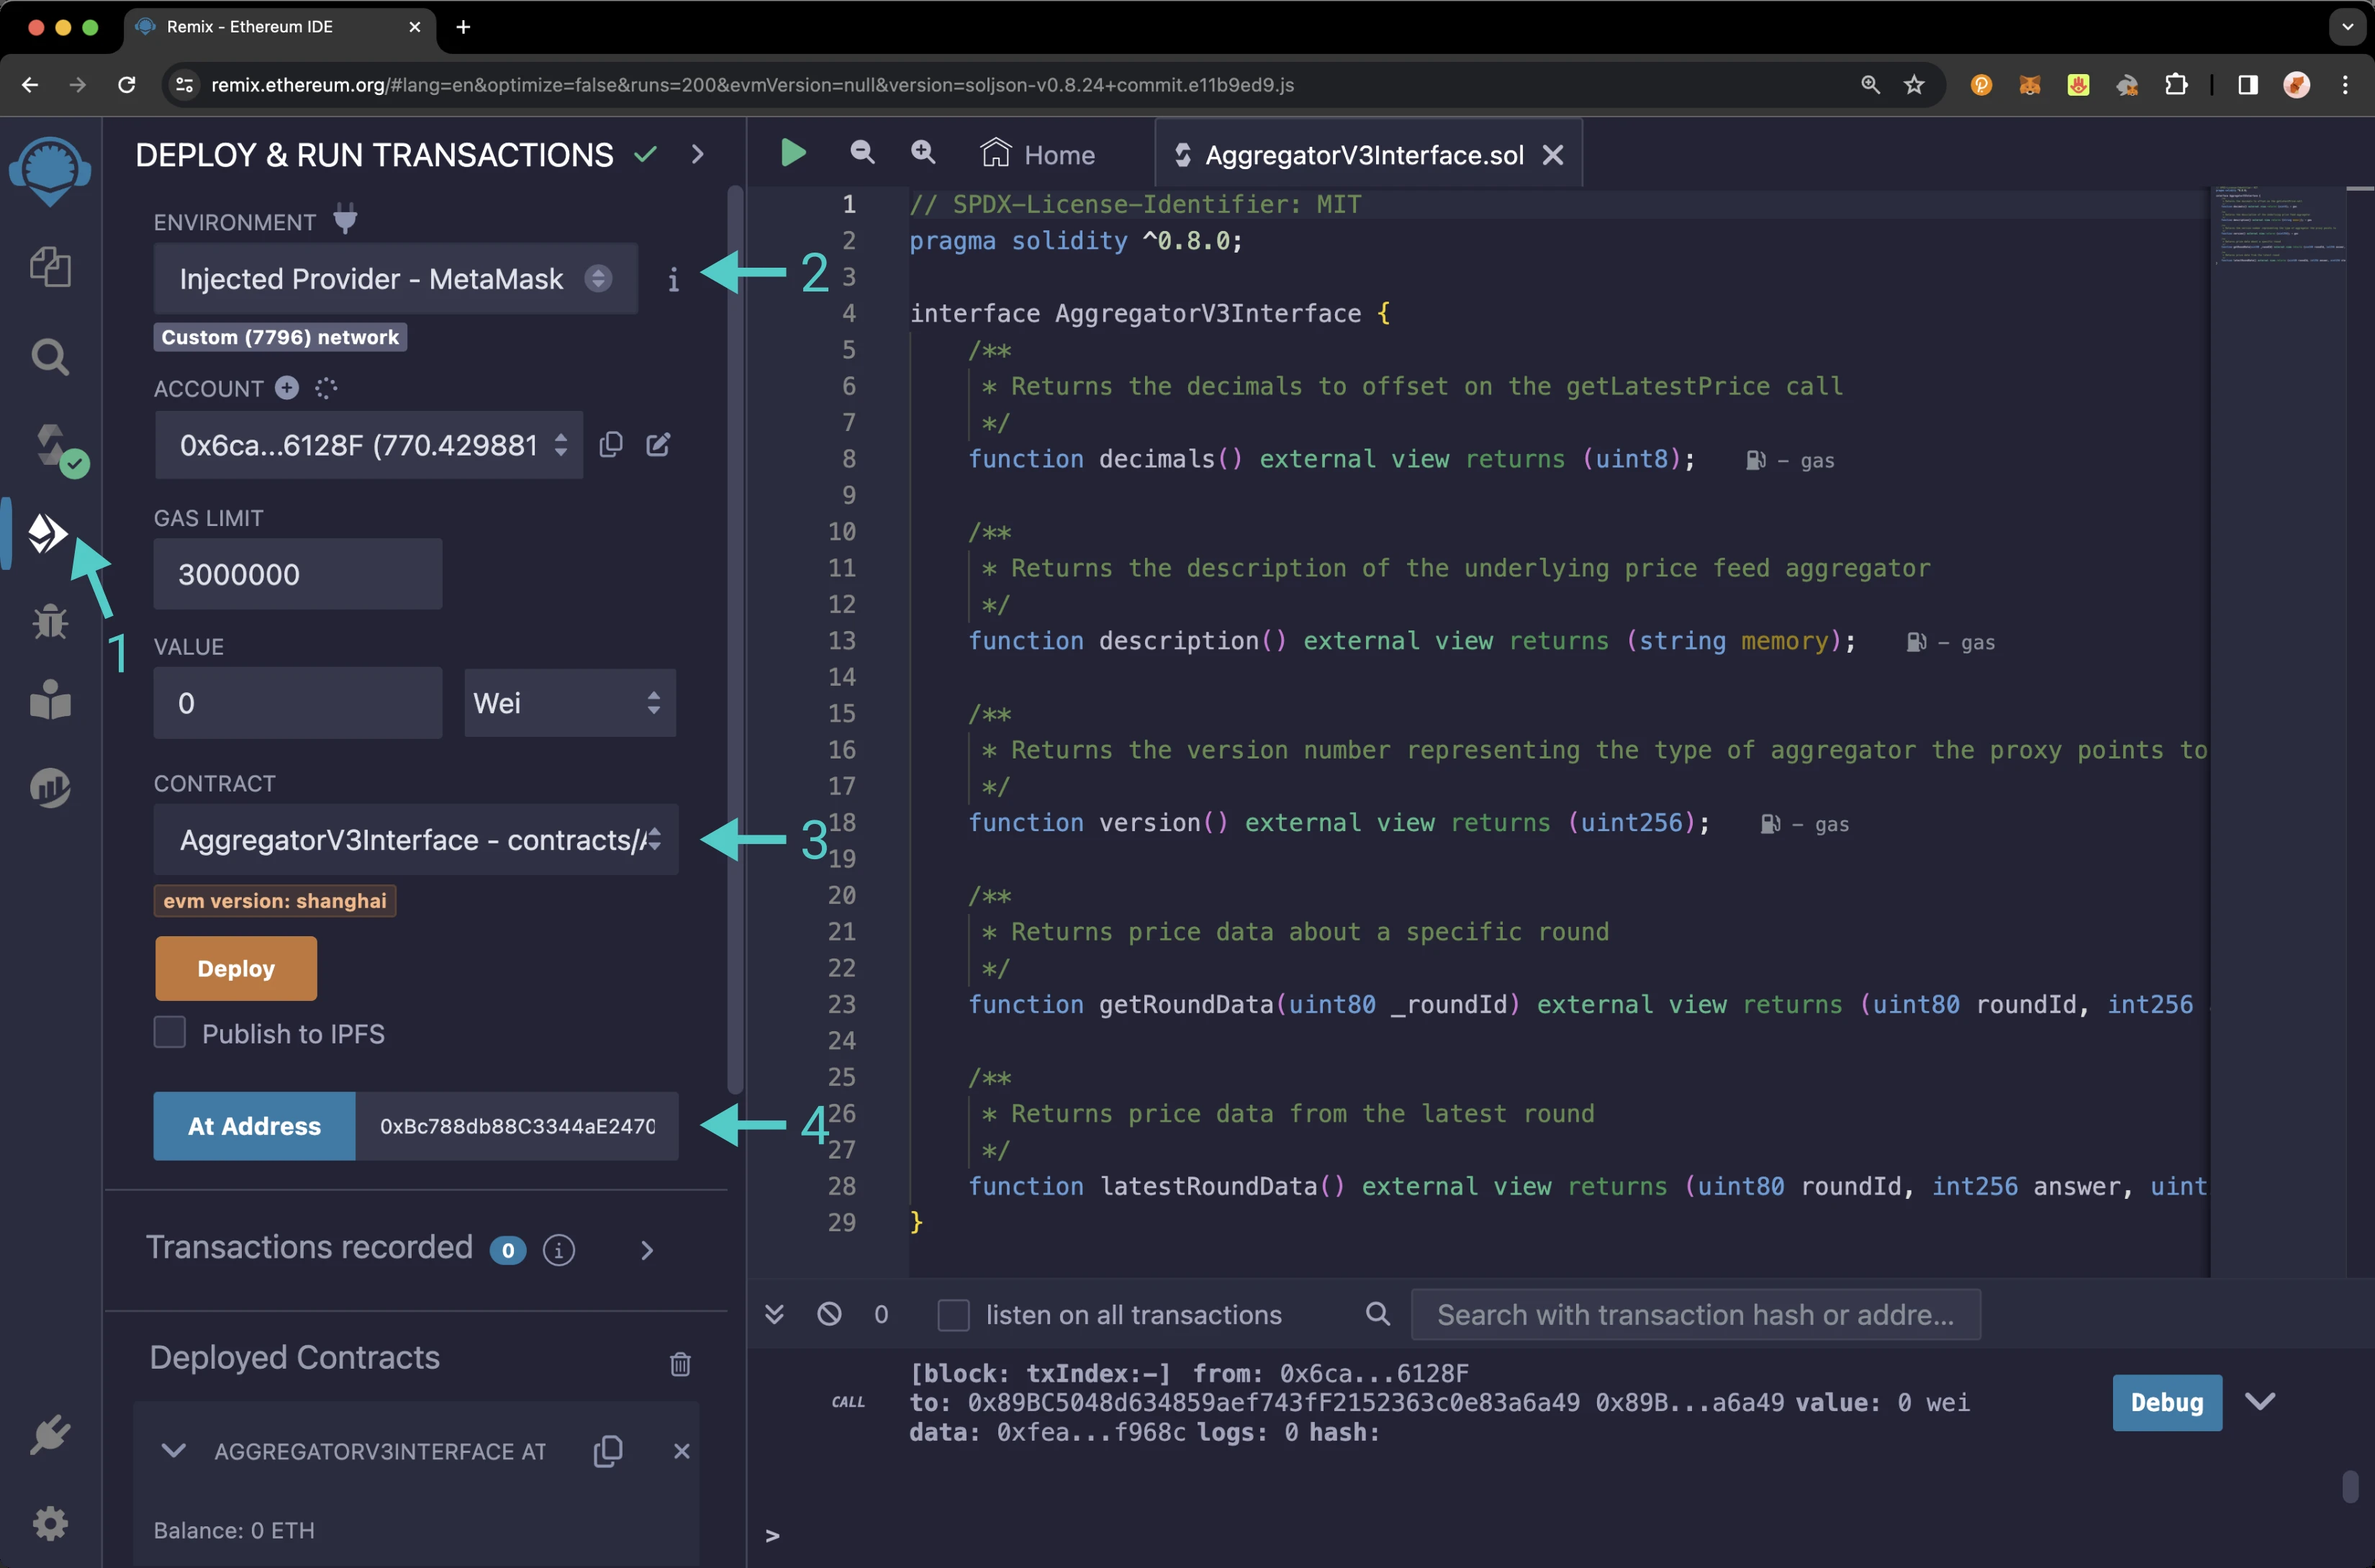 Remix - Ethereum IDE
remix.ethereum.org/#lang=en&optimize=false&runs=200&evmVersion=null&version=soljson-v0.8.24+commit.e11b9ed9.js
DEPLOY & RUN TRANSACTIONS
ENVIRONMENT
Injected Provider - MetaMask
i
2
Custom (7796) network
ACCOUNT
0x6ca...6128F (770.429881
GAS LIMIT
3000000
1
VALUE
0
Wei
CONTRACT
AggregatorV3Interface - contracts/
3
evm version: shanghai
Deploy
Publish to IPFS
At Address
0xBc788db88C3344aE2470
4
Transactions recorded 0 i
Deployed Contracts
AGGREGATORV3INTERFACE AT
Balance: 0 ETH
Home
AggregatorV3Interface.sol
1 // SPDX-License-Identifier: MIT
2 pragma solidity ^0.8.0;
3
4 interface AggregatorV3Interface {
5 /**
6 * Returns the decimals to offset on the getLatestPrice call
7 */
8 function decimals() external view returns (uint8); - gas
9
10 /**
11 * Returns the description of the underlying price feed aggregator
12 */
13 function description() external view returns (string memory); - gas
14
15 /**
16 * Returns the version number representing the type of aggregator the proxy points to
17 */
18 function version() external view returns (uint256); - gas
19
20 /**
21 * Returns price data about a specific round
22 */
23 function getRoundData(uint80 _roundId) external view returns (uint80 roundId, int256
24
25 /**
26 * Returns price data from the latest round
27 */
28 function latestRoundData() external view returns (uint80 roundId, int256 answer, uint
29 }
0
listen on all transactions
Search with transaction hash or addre...
[block: txIndex:-] from: 0x6ca...6128F
CALL
to: 0x89BC5048d634859aef743fF2152363c0e83a6a49 0x89B...a6a49 value: 0 wei
data: 0xfea...f968c logs: 0 hash:
Debug
>